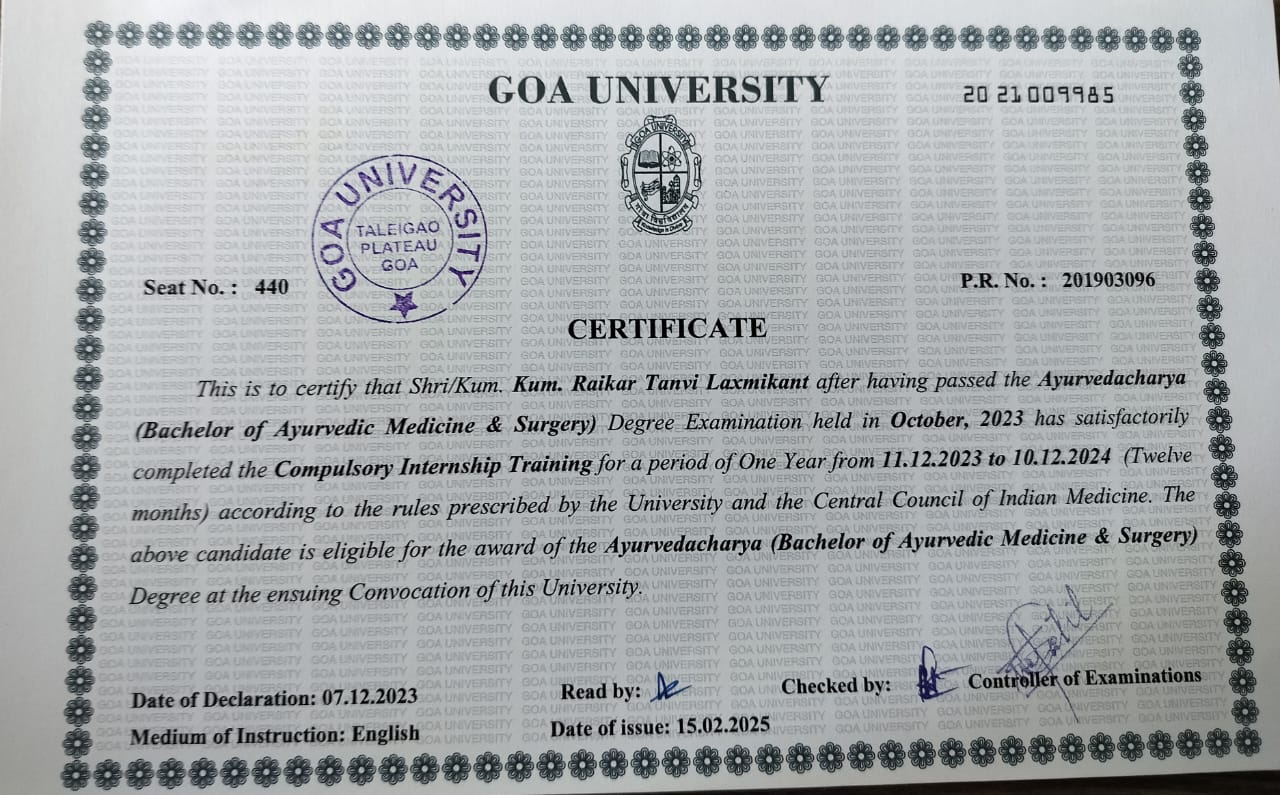 GOA UNIVERSITY
20 21 009985
GOA UNIVERSITY
GOA UNIVERSITY
TALEIGAO
PLATEAU
GOA
Seat No. : 440
P.R. No. : 201903096
CERTIFICATE
This is to certify that Shri/Kum. Kum. Raikar Tanvi Laxmikant after having passed the Ayurvedacharya
(Bachelor of Ayurvedic Medicine & Surgery) Degree Examination held in October, 2023 has satisfactorily
completed the Compulsory Internship Training for a period of One Year from 11.12.2023 to 10.12.2024 (Twelve
months) according to the rules prescribed by the University and the Central Council of Indian Medicine. The
above candidate is eligible for the award of the Ayurvedacharya (Bachelor of Ayurvedic Medicine & Surgery)
Degree at the ensuing Convocation of this University.
Date of Declaration: 07.12.2023
Read by:
Checked by:
Controller of Examinations
Medium of Instruction: English
Date of issue: 15.02.2025